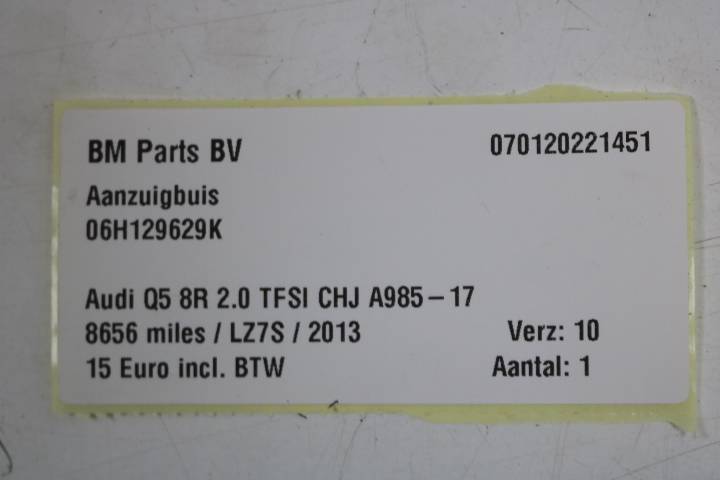 BM Parts BV 070120221451
Aanzuigbuis
06H129629K
Audi Q5 8R 2.0 TFSI CHJ A985-17
8656 miles / LZ7S / 2013 Verz: 10
15 Euro incl. BTW Aantal: 1